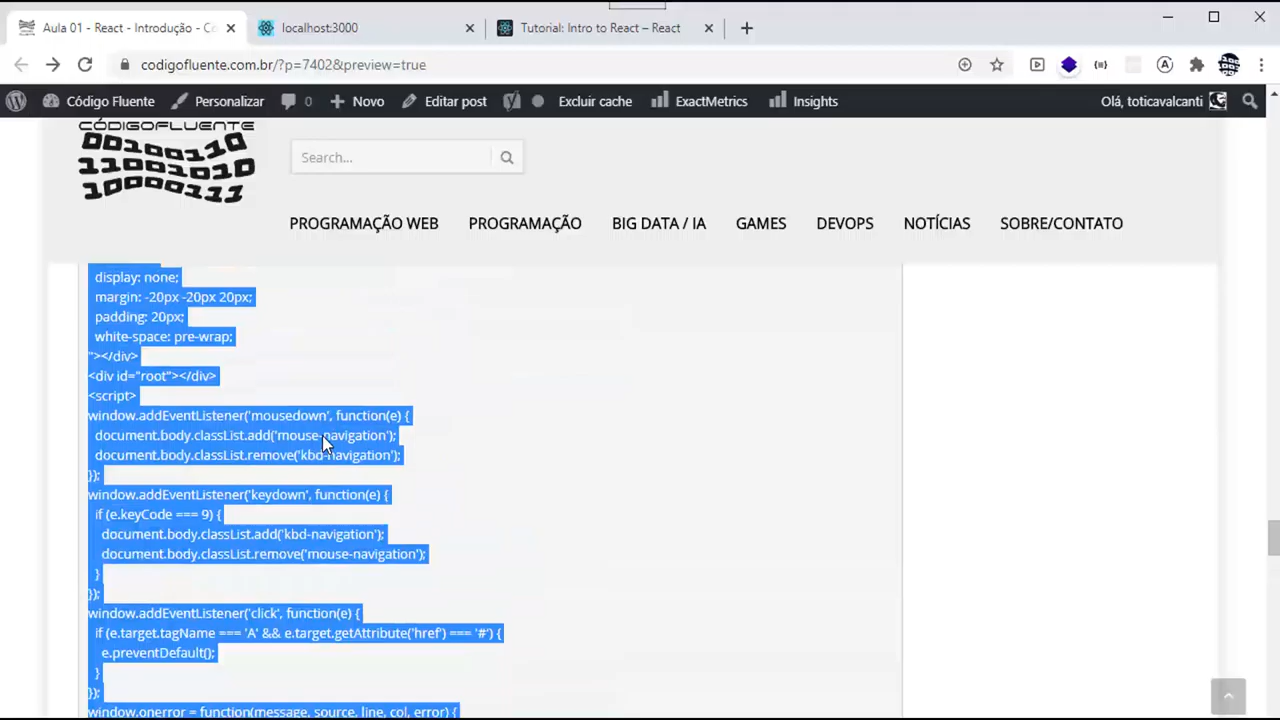 Aula 01 - React - Introdução - Co
localhost:3000
Tutorial: Intro to React – React
codigofluente.com.br/?p=7402&preview=true
Código Fluente
Personalizar
0
Novo
Editar post
Excluir cache
ExactMetrics
Insights
Olá, toticavalcanti
CÓDIGOFLUENTE
00100110
11001010
10000111
Search...
PROGRAMAÇÃO WEB
PROGRAMAÇÃO
BIG DATA / IA
GAMES
DEVOPS
NOTÍCIAS
SOBRE/CONTATO
display: none;
margin: -20px -20px 20px;
padding: 20px;
white-space: pre-wrap;
"></div>
<div id="root"></div>
<script>
window.addEventListener('mousedown', function(e) {
document.body.classList.add('mouse-navigation');
document.body.classList.remove('kbd-navigation');
});
window.addEventListener('keydown', function(e) {
if (e.keyCode === 9) {
document.body.classList.add('kbd-navigation');
document.body.classList.remove('mouse-navigation');
}
});
window.addEventListener('click', function(e) {
if (e.target.tagName === 'A' && e.target.getAttribute('href') === '#') {
e.preventDefault();
}
});
window.onerror = function(message, source, line, col, error) {